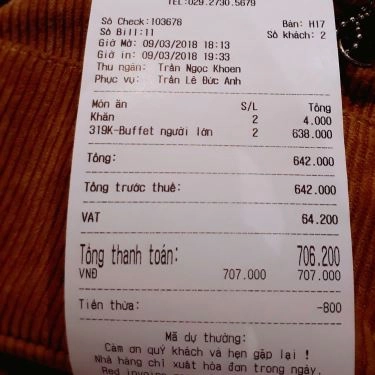 TEL:029.2730.5679
Số Check:103678 Bàn: H17
Số Bill:11 Số khách: 2
Giờ Mở: 09/03/2018 18:13
Giờ in: 09/03/2018 19:33
Thu ngân: Trần Ngọc Khoen
Phục vụ: Trần Lê Đức Anh
Món ăn S/L Tổng
Khăn 2 4.000
319K-Buffet người lớn 2 638.000
Tổng: 642.000
Tổng trước thuế: 642.000
VAT 64.200
Tổng thanh toán: 706.200
VNĐ 707.000 707.000
Tiền thừa: -800
Mã dự thưởng:
Cảm ơn quý khách và hẹn gặp lại !
Nhà hàng chỉ xuất hóa đơn trong ngày.
Red invoice